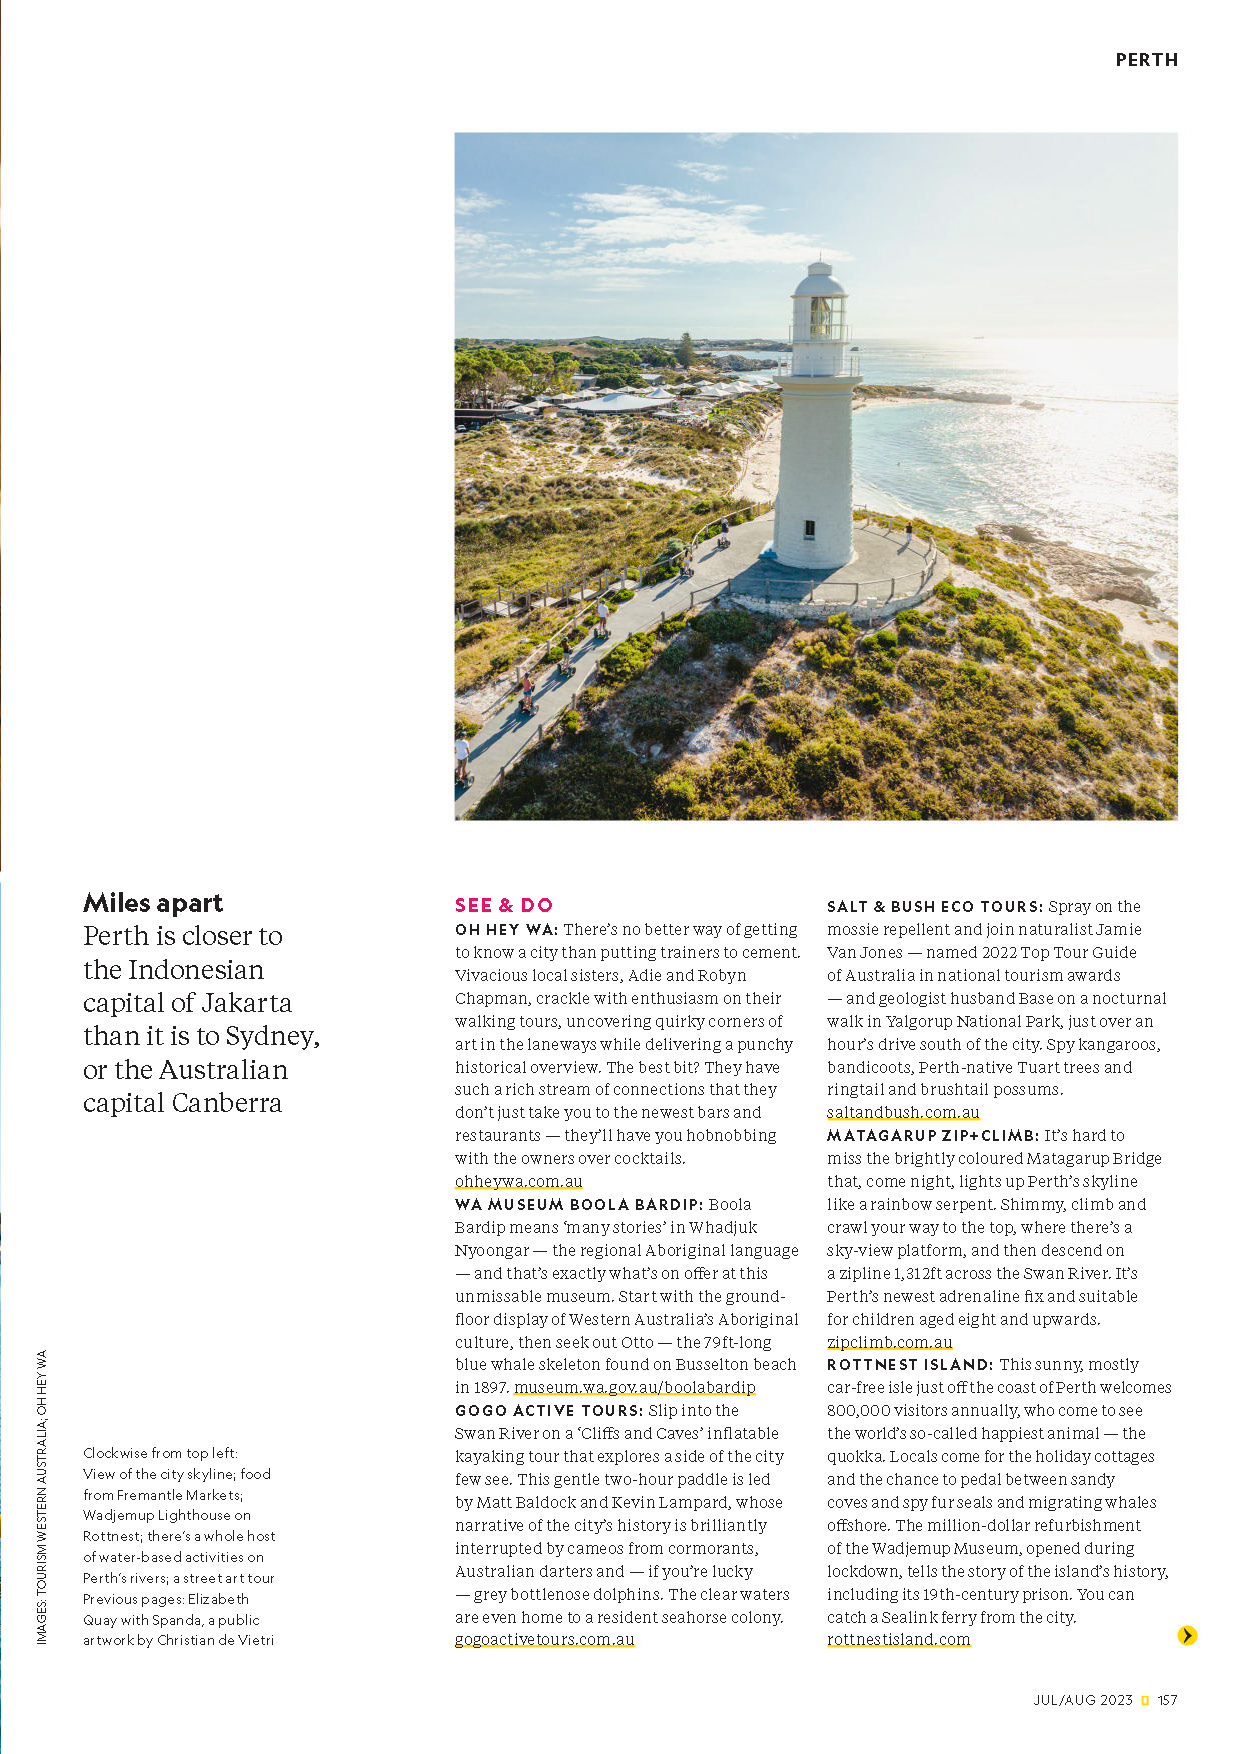 PERTH
Miles apart
Perth is closer to
the Indonesian
capital of Jakarta
than it is to Sydney,
or the Australian
capital Canberra
IMAGES: TOURISM WESTERN AUSTRALIA; OH HEY WA
Clockwise from top left:
View of the city skyline; food
from Fremantle Markets;
Wadjemup Lighthouse on
Rottnest; there's a whole host
of water-based activities on
Perth's rivers; a street art tour
Previous pages: Elizabeth
Quay with Spanda, a public
artwork by Christian de Vietri
SEE & DO
OH HEY WA: There's no better way of getting
to know a city than putting trainers to cement.
Vivacious local sisters, Adie and Robyn
Chapman, crackle with enthusiasm on their
walking tours, uncovering quirky corners of
art in the laneways while delivering a punchy
historical overview. The best bit? They have
such a rich stream of connections that they
don't just take you to the newest bars and
restaurants — they'll have you hobnobbing
with the owners over cocktails.
ohheywa.com.au
WA MUSEUM BOOLA BARDIP: Boola
Bardip means 'many stories' in Whadjuk
Nyoongar — the regional Aboriginal language
— and that's exactly what's on offer at this
unmissable museum. Start with the ground-
floor display of Western Australia's Aboriginal
culture, then seek out Otto — the 79ft-long
blue whale skeleton found on Busselton beach
in 1897. museum.wa.gov.au/boolabardip
GOGO ACTIVE TOURS: Slip into the
Swan River on a 'Cliffs and Caves' inflatable
kayaking tour that explores a side of the city
few see. This gentle two-hour paddle is led
by Matt Baldock and Kevin Lampard, whose
narrative of the city's history is brilliantly
interrupted by cameos from cormorants,
Australian darters and — if you're lucky
— grey bottlenose dolphins. The clear waters
are even home to a resident seahorse colony.
gogoactivetours.com.au
SALT & BUSH ECO TOURS: Spray on the
mossie repellent and join naturalist Jamie
Van Jones — named 2022 Top Tour Guide
of Australia in national tourism awards
— and geologist husband Base on a nocturnal
walk in Yalgorup National Park, just over an
hour's drive south of the city. Spy kangaroos,
bandicoots, Perth-native Tuart trees and
ringtail and brushtail possums.
saltandbush.com.au
MATAGARUP ZIP+CLIMB: It's hard to
miss the brightly coloured Matagarup Bridge
that, come night, lights up Perth's skyline
like a rainbow serpent. Shimmy, climb and
crawl your way to the top, where there's a
sky-view platform, and then descend on
a zipline 1,312ft across the Swan River. It's
Perth's newest adrenaline fix and suitable
for children aged eight and upwards.
zipclimb.com.au
ROTTNEST ISLAND: This sunny, mostly
car-free isle just off the coast of Perth welcomes
800,000 visitors annually, who come to see
the world's so-called happiest animal — the
quokka. Locals come for the holiday cottages
and the chance to pedal between sandy
coves and spy fur seals and migrating whales
offshore. The million-dollar refurbishment
of the Wadjemup Museum, opened during
lockdown, tells the story of the island's history,
including its 19th-century prison. You can
catch a Sealink ferry from the city.
rottnestisland.com
JUL/AUG 2023 157